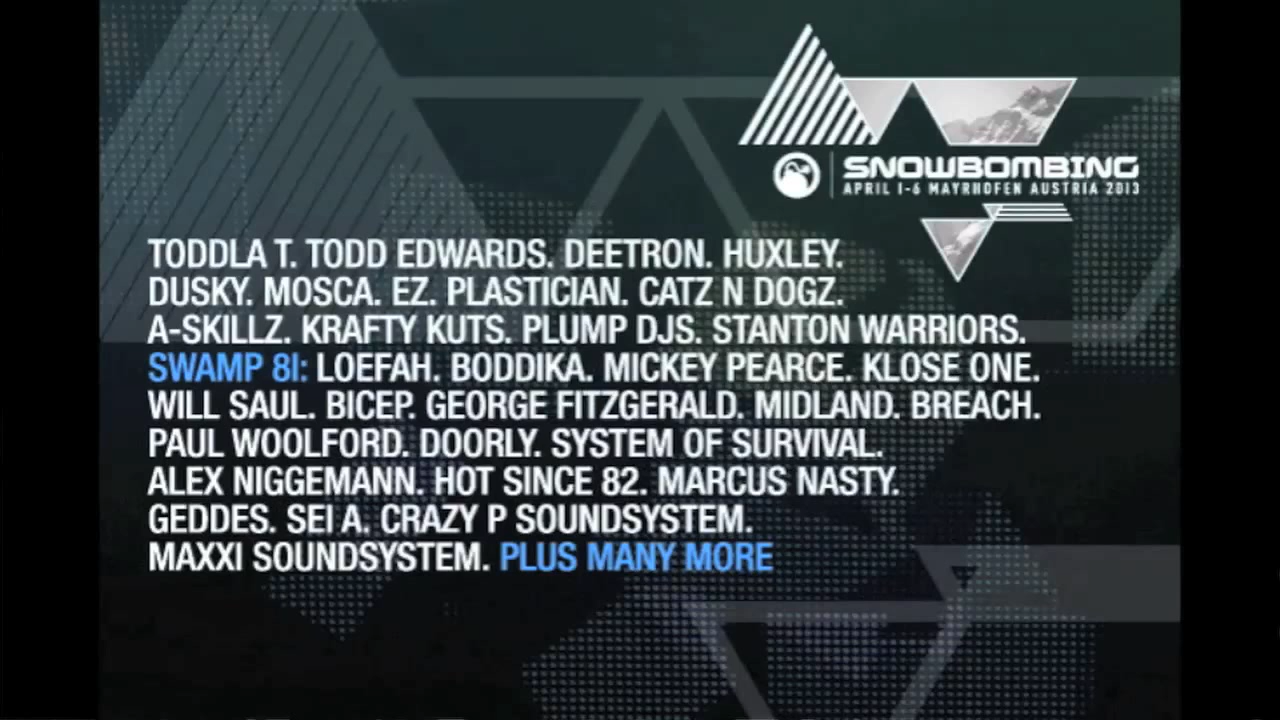 SNOWBOMBING
APRIL 1-6 MAYRHOFEN AUSTRIA 2013
TODDLA T. TODD EDWARDS. DEETRON. HUXLEY.
DUSKY. MOSCA. EZ. PLASTICIAN. CATZ N DOGZ.
A-SKILLZ. KRAFTY KUTS. PLUMP DJS. STANTON WARRIORS.
SWAMP 81: LOEFAH. BODDIKA. MICKEY PEARCE. KLOSE ONE.
WILL SAUL. BICEP. GEORGE FITZGERALD. MIDLAND. BREACH.
PAUL WOOLFORD. DOORLY. SYSTEM OF SURVIVAL.
ALEX NIGGEMANN. HOT SINCE 82. MARCUS NASTY.
GEDDES. SEI A. CRAZY P SOUNDSYSTEM.
MAXXI SOUNDSYSTEM. PLUS MANY MORE